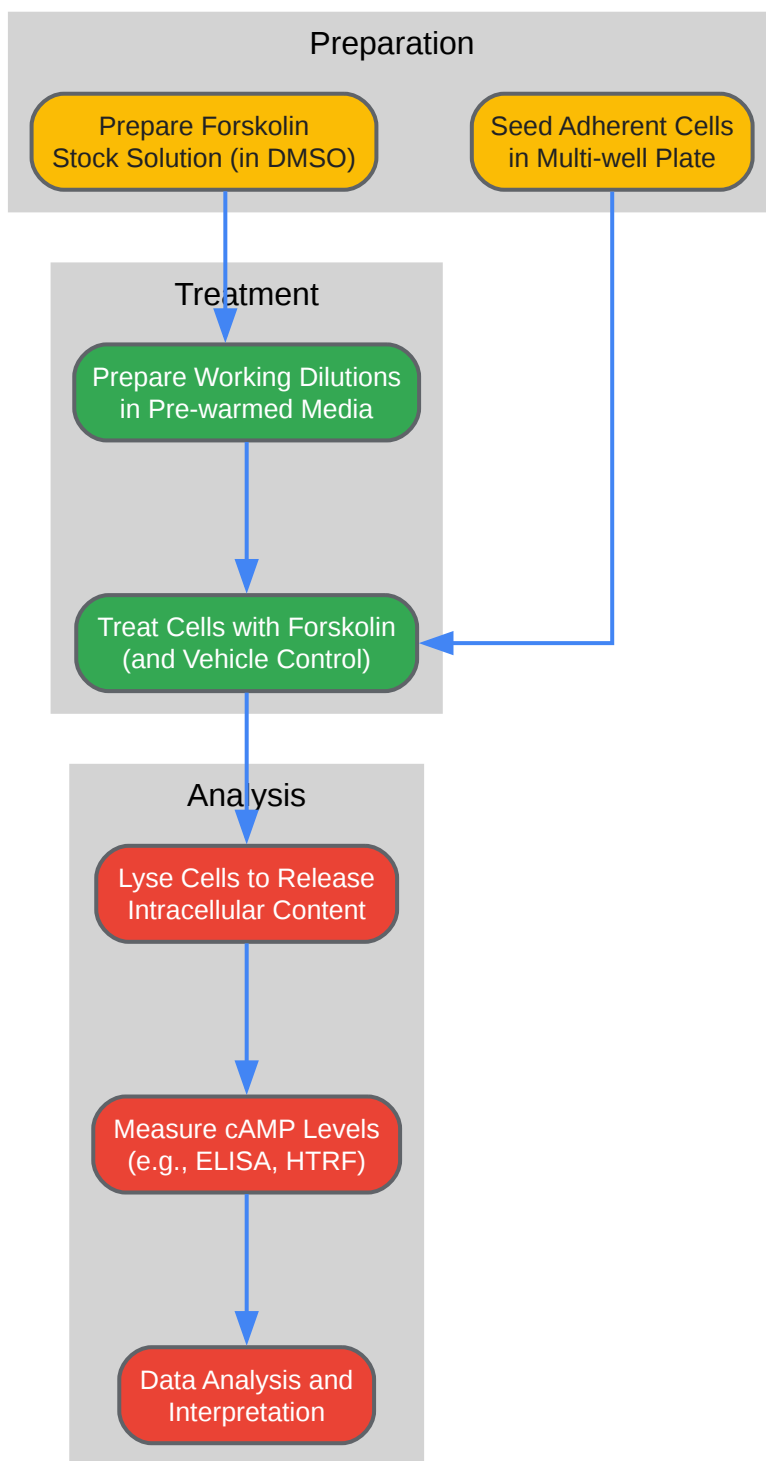 Preparation
Prepare Forskolin
Stock Solution (in DMSO)
Seed Adherent Cells
in Multi-well Plate
Treatment
Prepare Working Dilutions
in Pre-warmed Media
Treat Cells with Forskolin
(and Vehicle Control)
Analysis
Lyse Cells to Release
Intracellular Content
Measure cAMP Levels
(e.g., ELISA, HTRF)
Data Analysis and
Interpretation